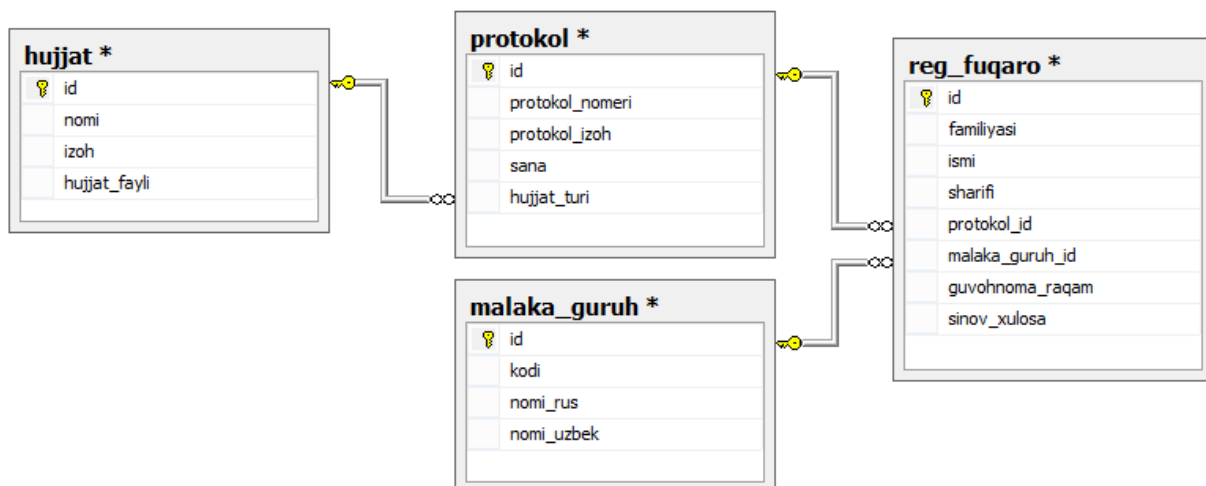 hujjat *
id
nomi
izoh
hujjat_fayli
protokol *
id
protokol_nomeri
protokol_izoh
sana
hujjat_turi
malaka_guruh *
id
kodi
nomi_rus
nomi_uzbek
reg_fuqaro *
id
familiyasi
ismi
sharifi
protokol_id
malaka_guruh_id
guvohnoma_raqam
sinov_xulosa